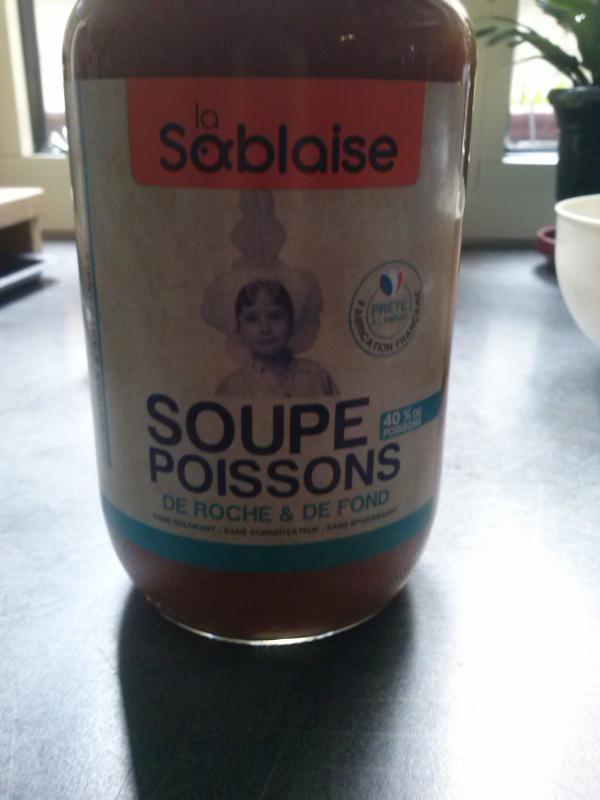 la
Sablaise
PRÊTE
À L'EMPLOI
FABRICATION FRANÇAISE
SOUPE
40 % DE
POISSONS
POISSONS
DE ROCHE & DE FOND
SANS COLORANT - SANS CONSERVATEUR - SANS ÉPAISSISSANT